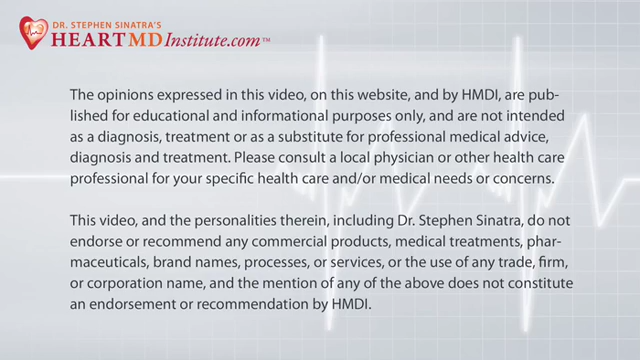 DR. STEPHEN SINATRA'S
HEARTMDInstitute.com™
The opinions expressed in this video, on this website, and by HMDI, are pub-
lished for educational and informational purposes only, and are not intended
as a diagnosis, treatment or as a substitute for professional medical advice,
diagnosis and treatment. Please consult a local physician or other health care
professional for your specific health care and/or medical needs or concerns.
This video, and the personalities therein, including Dr. Stephen Sinatra, do not
endorse or recommend any commercial products, medical treatments, phar-
maceuticals, brand names, processes, or services, or the use of any trade, firm,
or corporation name, and the mention of any of the above does not constitute
an endorsement or recommendation by HMDI.